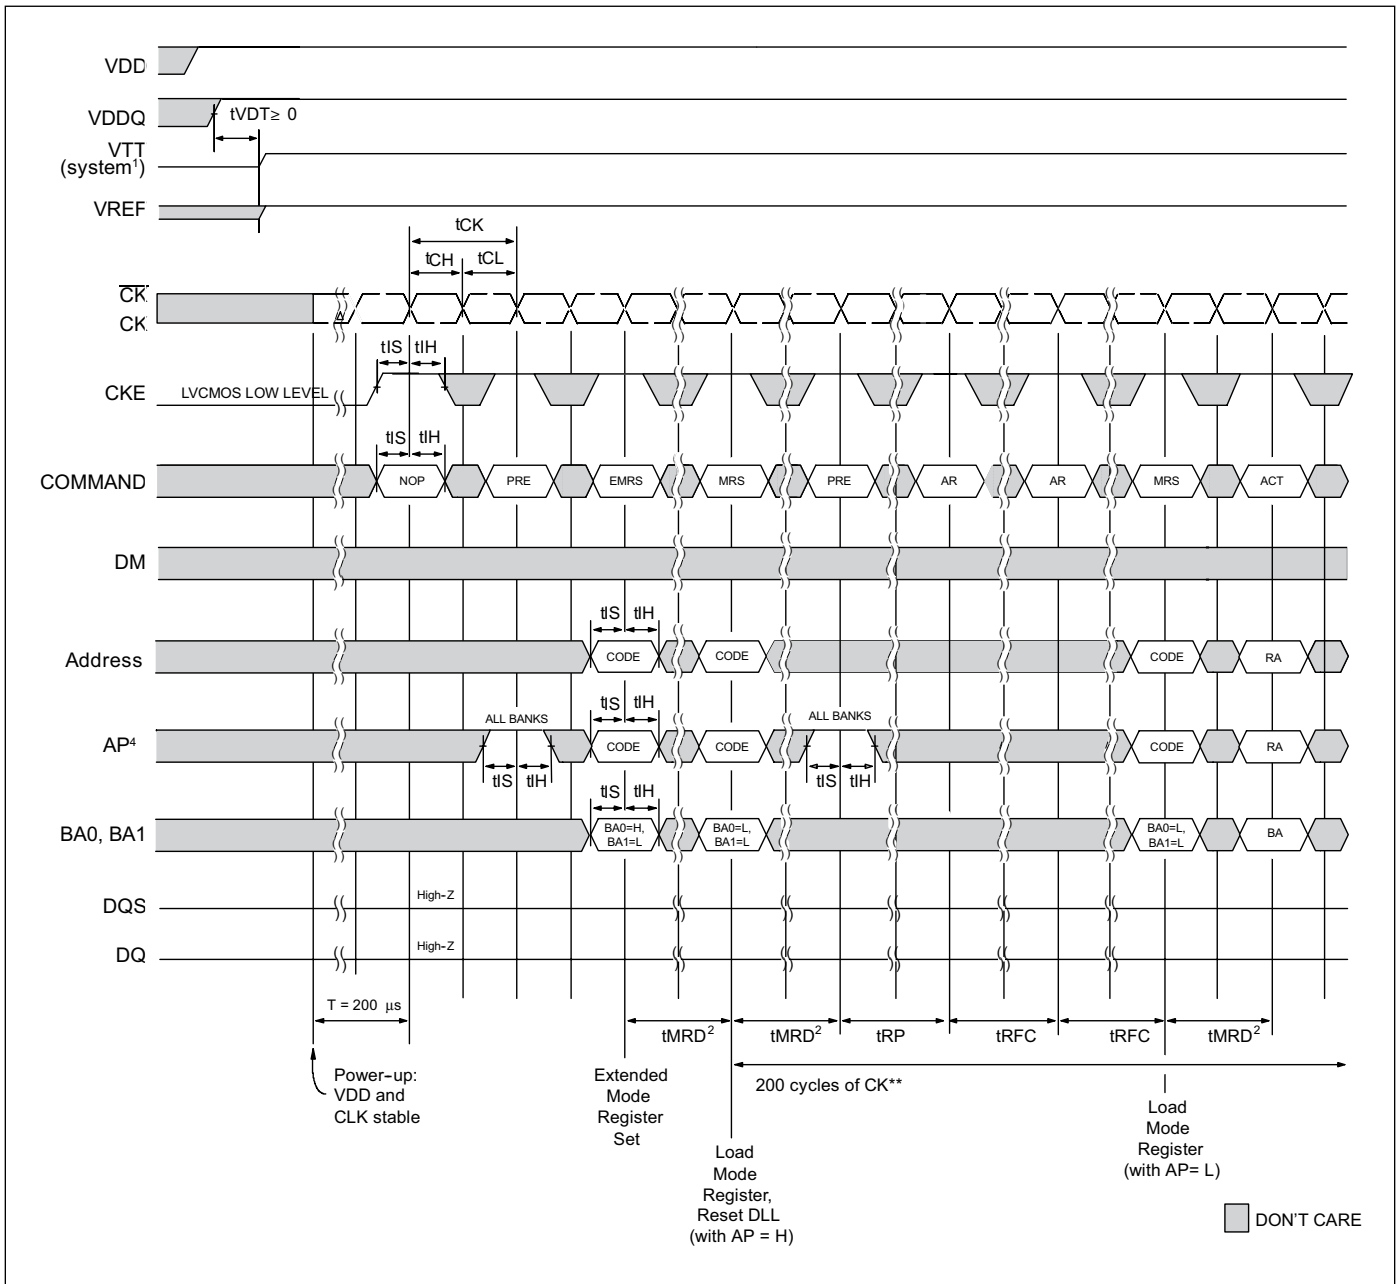 VDD
VDDQ
tVDT≥ 0
VTT
(system¹)
VREF
tCK
tCH
tCL
CK
CK
tIS
tIH
CKE
LVCMOS LOW LEVEL
tIS
tIH
COMMAND
NOP
PRE
EMRS
MRS
PRE
AR
AR
MRS
ACT
DM
tIS
tIH
Address
CODE
CODE
CODE
RA
tIS
tIH
ALL BANKS
ALL BANKS
AP⁴
CODE
CODE
CODE
RA
tIS
tIH
tIS
tIH
tIS
tIH
BA0, BA1
BA0=H,
BA1=L
BA0=L,
BA1=L
BA0=L,
BA1=L
BA
DQS
High-Z
DQ
High-Z
T = 200 µs
tMRD²
tMRD²
tRP
tRFC
tRFC
tMRD²
Power-up:
VDD and
CLK stable
Extended
Mode
Register
Set
200 cycles of CK**
Load
Mode
Register,
Reset DLL
(with AP = H)
Load
Mode
Register
(with AP= L)
DON'T CARE